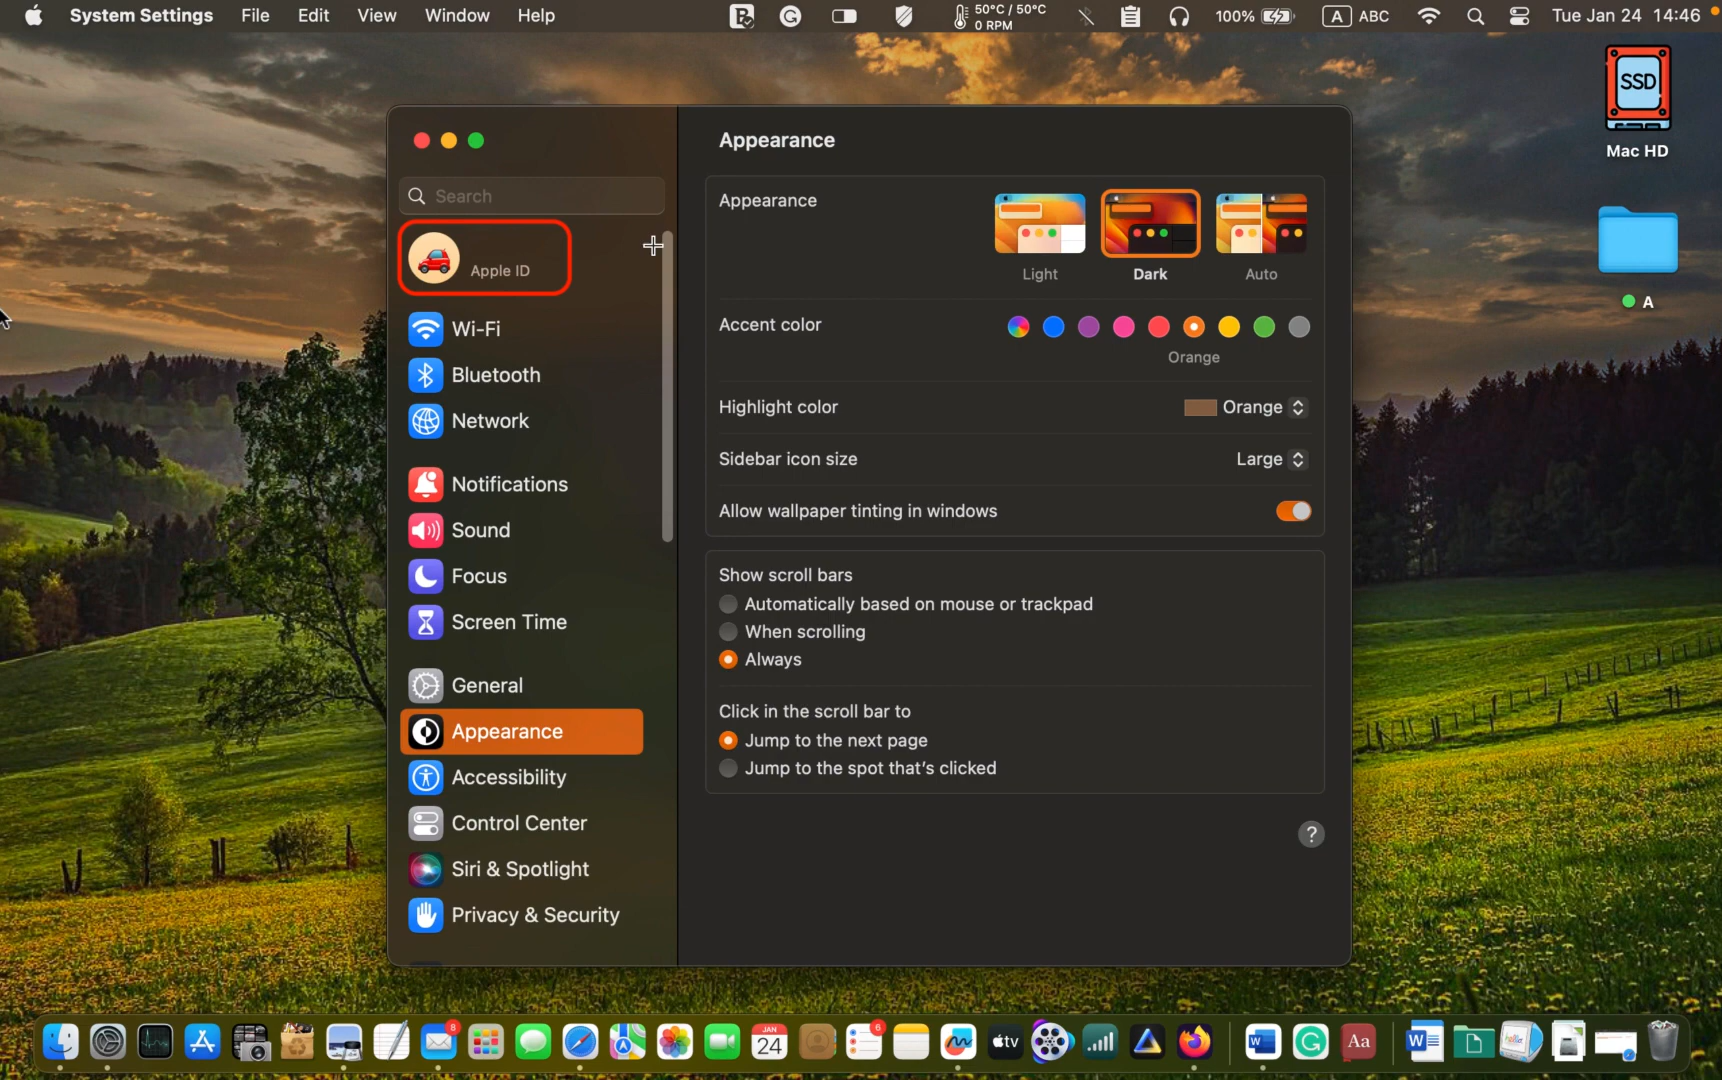 System Settings File Edit View Window Help
50°C / 50°C
0 RPM
100%
A ABC
Tue Jan 24 14:46
SSD
Mac HD
A
Search
Apple ID
Wi-Fi
Bluetooth
Network
Notifications
Sound
Focus
Screen Time
General
Appearance
Accessibility
Control Center
Siri & Spotlight
Privacy & Security
Appearance
Appearance
Light
Dark
Auto
Accent color
Orange
Highlight color
Orange
Sidebar icon size
Large
Allow wallpaper tinting in windows
Show scroll bars
Automatically based on mouse or trackpad
When scrolling
Always
Click in the scroll bar to
Jump to the next page
Jump to the spot that’s clicked
?
8
JAN
24
6
tv
W
Aa
W